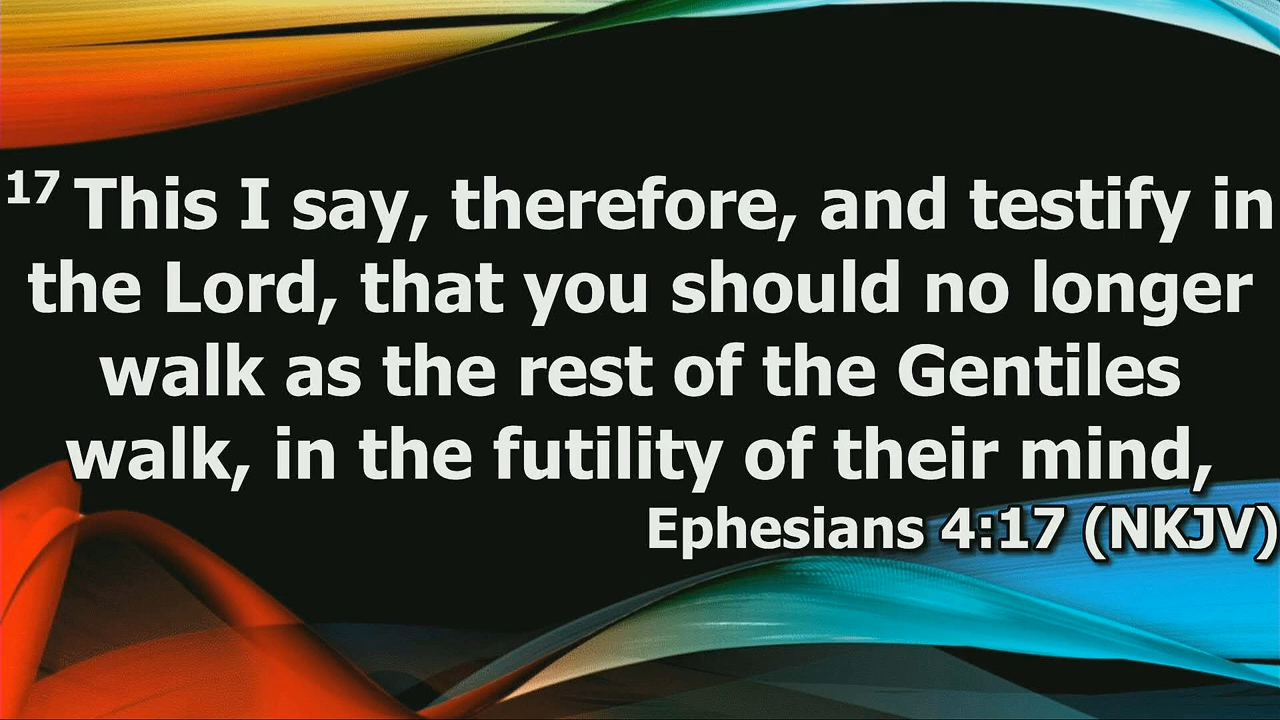 17 This I say, therefore, and testify in
the Lord, that you should no longer
walk as the rest of the Gentiles
walk, in the futility of their mind,
Ephesians 4:17 (NKJV)